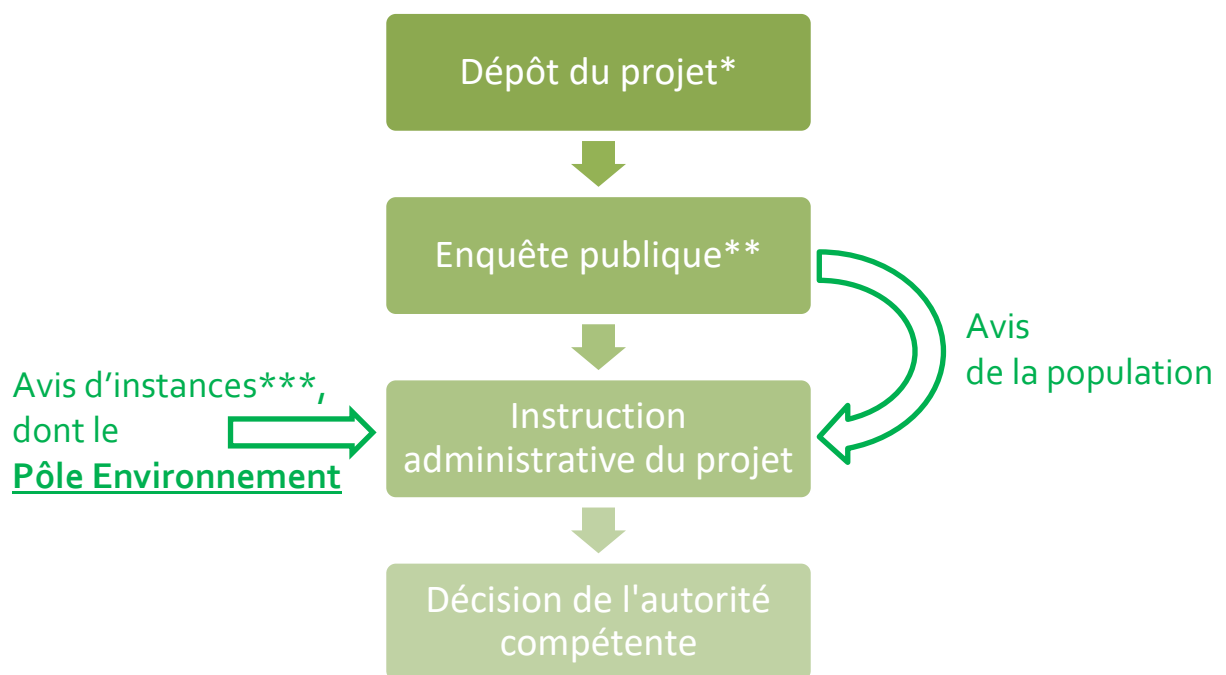 Dépôt du projet*
Enquête publique**
Avis
de la population
Avis d’instances***,
dont le
Pôle Environnement
Instruction
administrative du projet
Décision de l'autorité
compétente